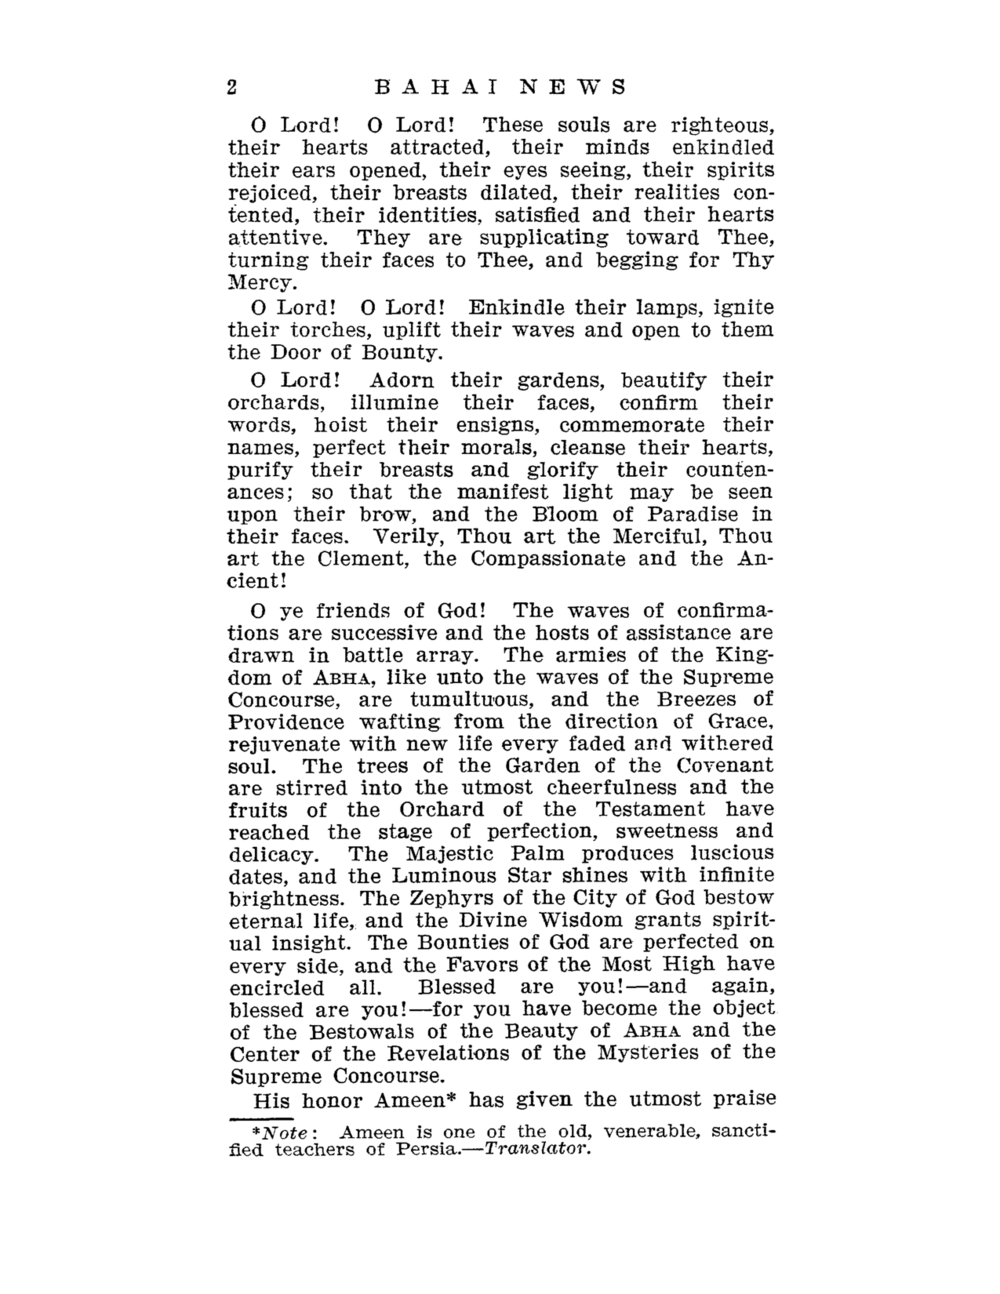 2 BAHAI NEWS
O Lord! O Lord! These souls are righteous,
their hearts attracted, their minds enkindled
their ears opened, their eyes seeing, their spirits
rejoiced, their breasts dilated, their realities con-
tented, their identities, satisfied and their hearts
attentive. They are supplicating toward Thee,
turning their faces to Thee, and begging for Thy
Mercy.
O Lord! O Lord! Enkindle their lamps, ignite
their torches, uplift their waves and open to them
the Door of Bounty.
O Lord! Adorn their gardens, beautify their
orchards, illumine their faces, confirm their
words, hoist their ensigns, commemorate their
names, perfect their morals, cleanse their hearts,
purify their breasts and glorify their counten-
ances; so that the manifest light may be seen
upon their brow, and the Bloom of Paradise in
their faces. Verily, Thou art the Merciful, Thou
art the Clement, the Compassionate and the An-
cient!
O ye friends of God! The waves of confirma-
tions are successive and the hosts of assistance are
drawn in battle array. The armies of the King-
dom of ABHA, like unto the waves of the Supreme
Concourse, are tumultuous, and the Breezes of
Providence wafting from the direction of Grace,
rejuvenate with new life every faded and withered
soul. The trees of the Garden of the Covenant
are stirred into the utmost cheerfulness and the
fruits of the Orchard of the Testament have
reached the stage of perfection, sweetness and
delicacy. The Majestic Palm produces luscious
dates, and the Luminous Star shines with infinite
brightness. The Zephyrs of the City of God bestow
eternal life, and the Divine Wisdom grants spirit-
ual insight. The Bounties of God are perfected on
every side, and the Favors of the Most High have
encircled all. Blessed are you!—and again,
blessed are you!—for you have become the object
of the Bestowals of the Beauty of ABHA and the
Center of the Revelations of the Mysteries of the
Supreme Concourse.
His honor Ameen* has given the utmost praise
*Note: Ameen is one of the old, venerable, sancti-
fied teachers of Persia.—Translator.